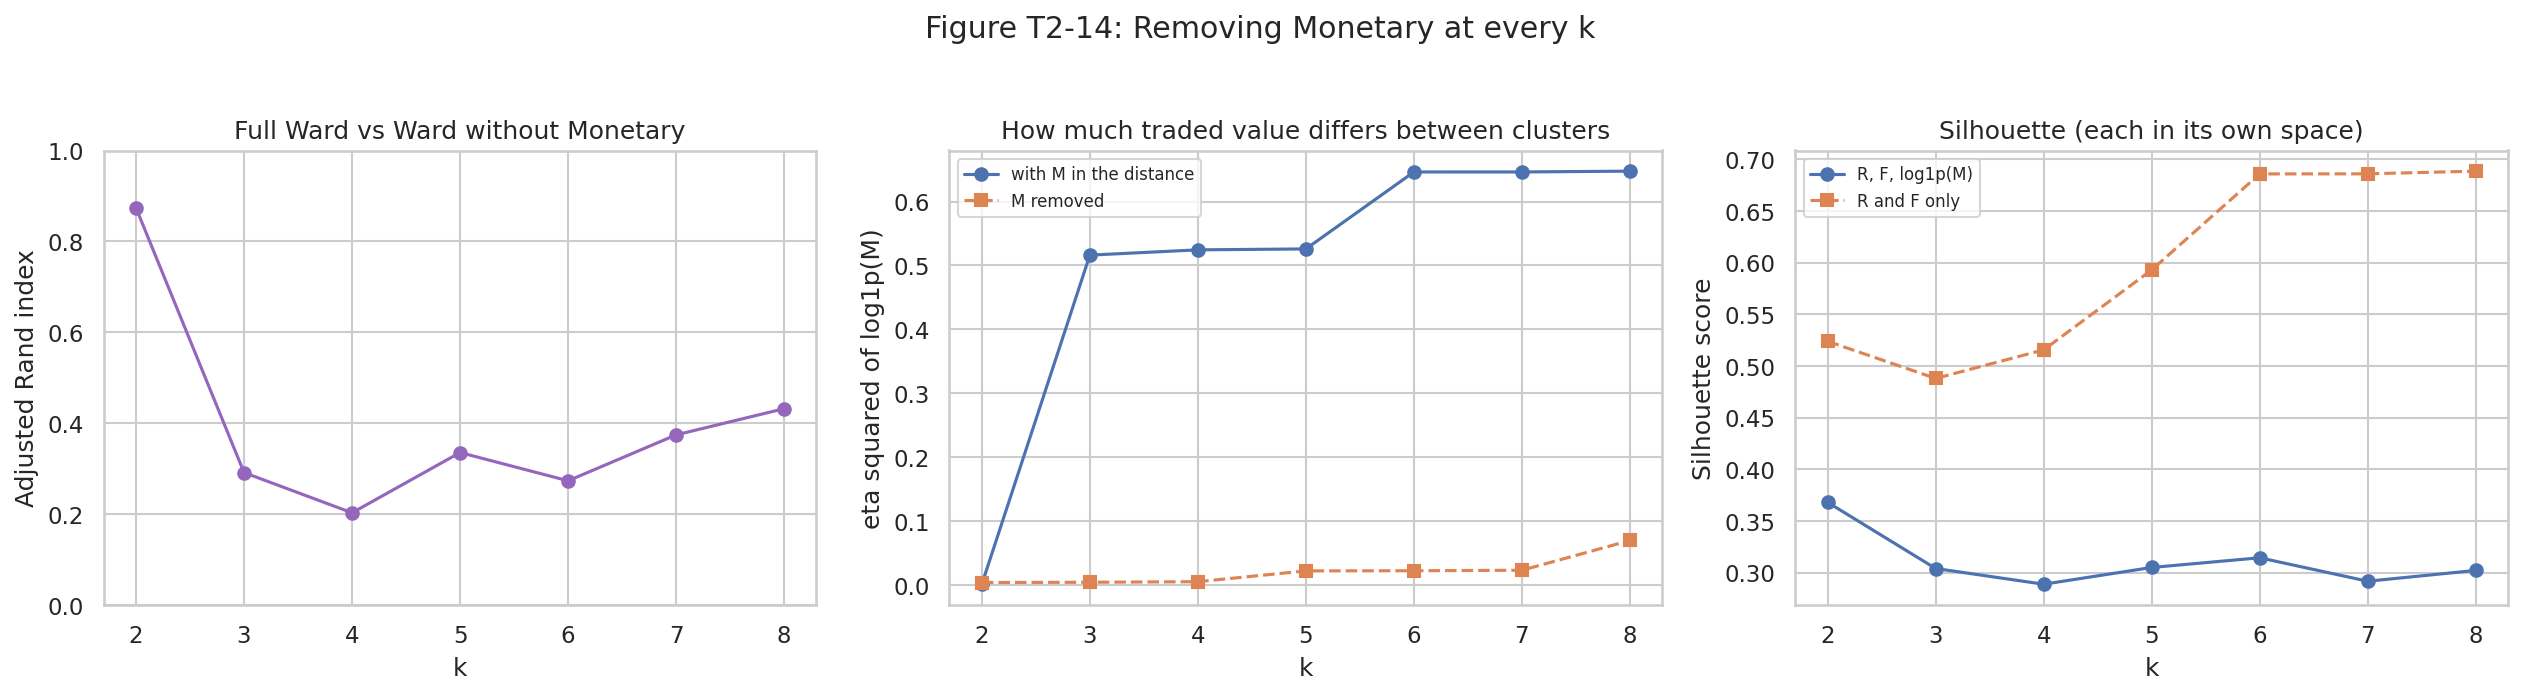 Figure T2-14: Removing Monetary at every k
Full Ward vs Ward without Monetary
Adjusted Rand index
1.0
0.8
0.6
0.4
0.2
0.0
2 3 4 5 6 7 8
k
How much traded value differs between clusters
with M in the distance
M removed
eta squared of log1p(M)
0.6
0.5
0.4
0.3
0.2
0.1
0.0
2 3 4 5 6 7 8
k
Silhouette (each in its own space)
R, F, log1p(M)
R and F only
Silhouette score
0.70
0.65
0.60
0.55
0.50
0.45
0.40
0.35
0.30
2 3 4 5 6 7 8
k